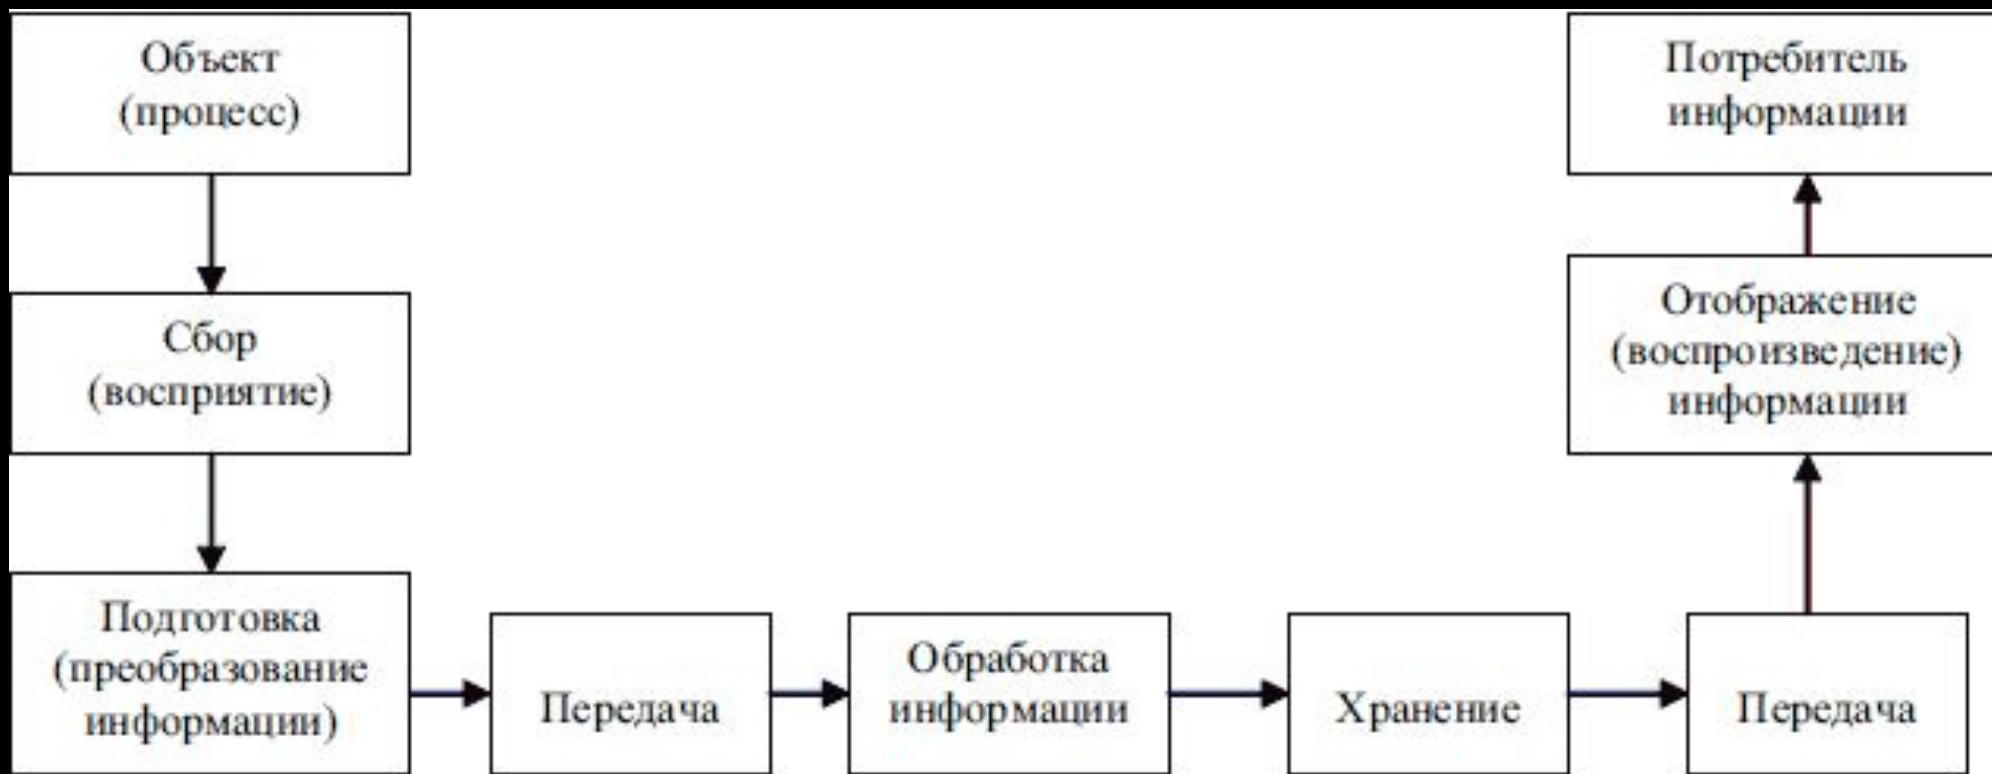 Объект
(процесс)
Сбор
(восприятие)
Подготовка
(преобразование
информации)
Передача
Обработка
информации
Хранение
Передача
Отображение
(воспроизведение)
информации
Потребитель
информации